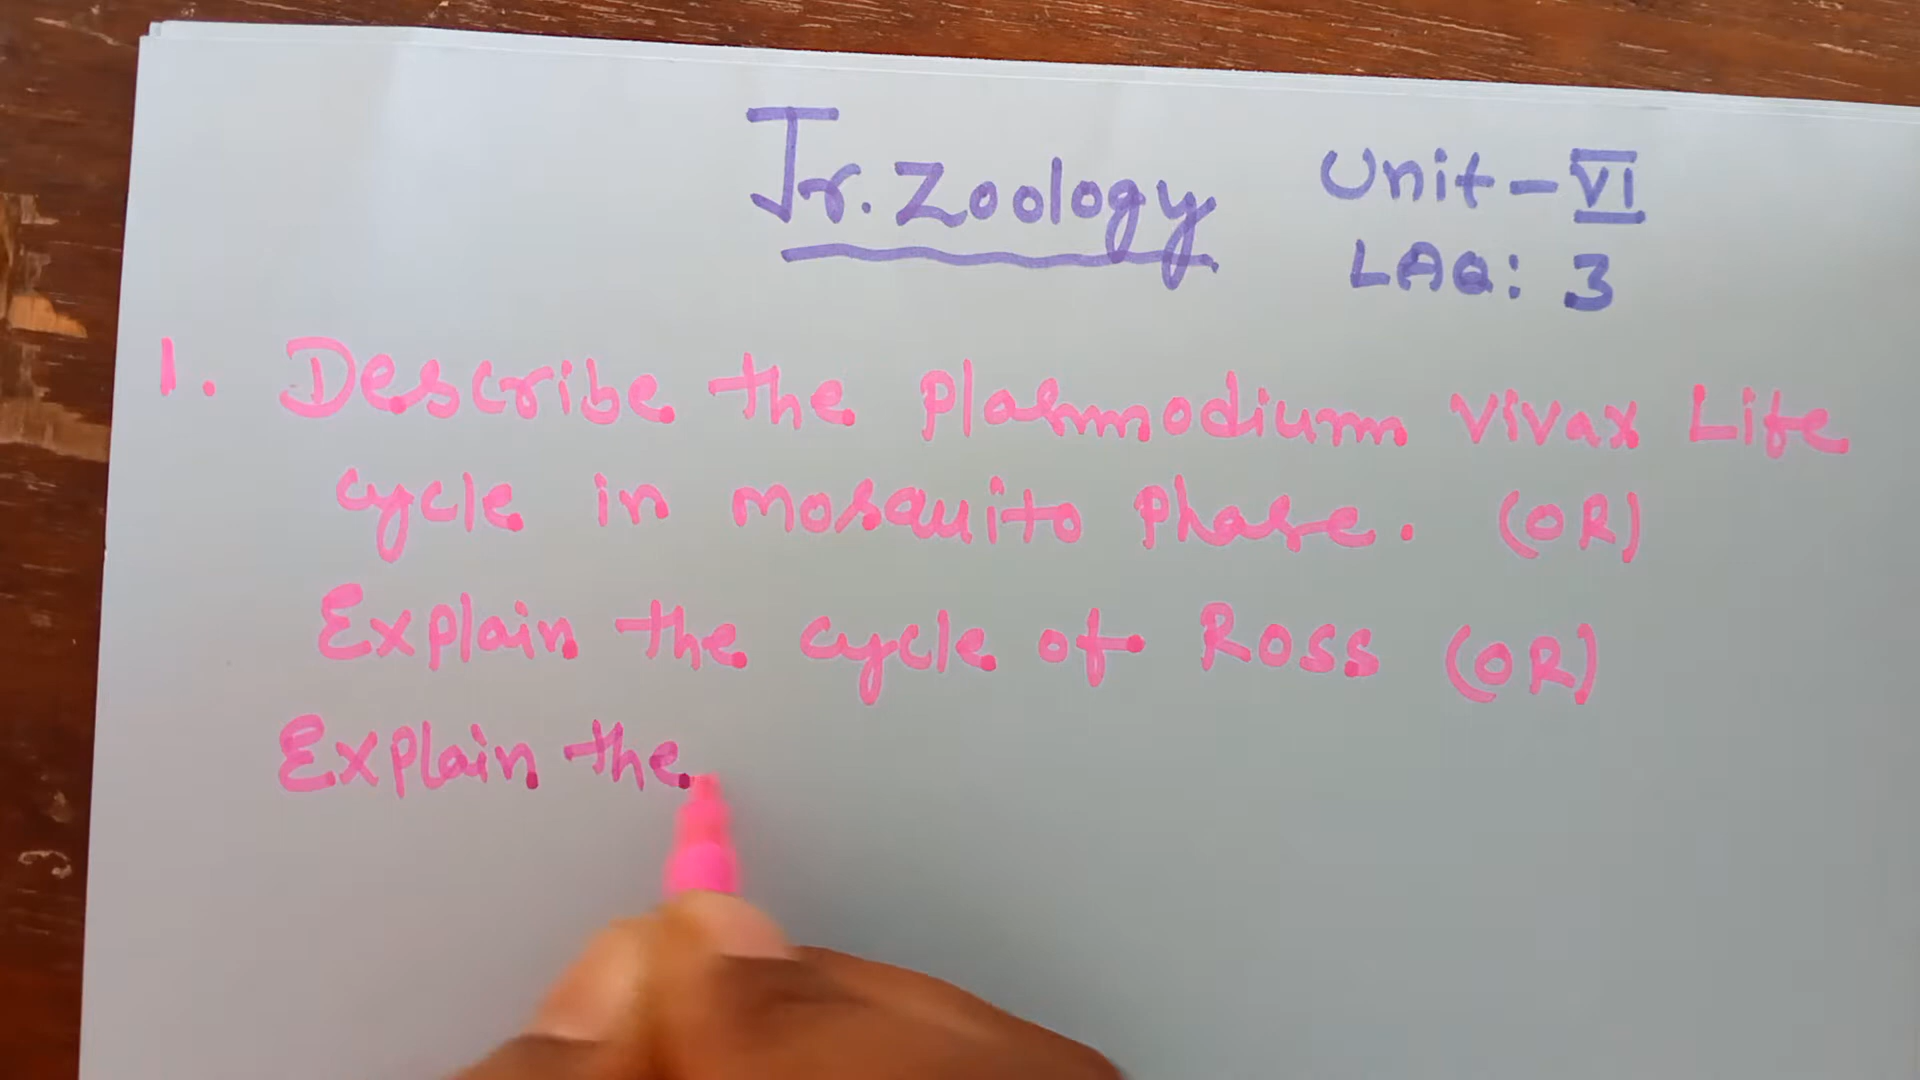 Jr. Zoology
Unit - VI
LAQ: 3
1. Describe the plasmodium vivax Life
cycle in mosquito phase. (OR)
Explain the cycle of Ross (OR)
Explain the